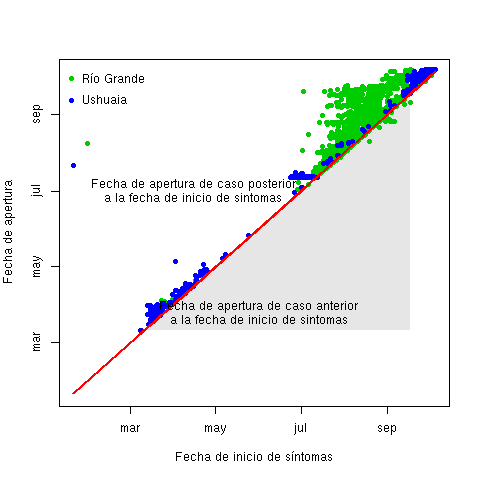 Río Grande
Ushuaia
Fecha de apertura de caso posterior
a la fecha de inicio de sintomas
Fecha de apertura de caso anterior
a la fecha de inicio de sintomas
Fecha de apertura
sep
jul
may
mar
mar may jul sep
Fecha de inicio de síntomas